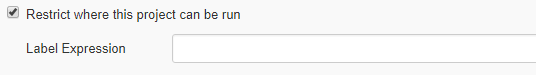 Restrict where this project can be run
Label Expression